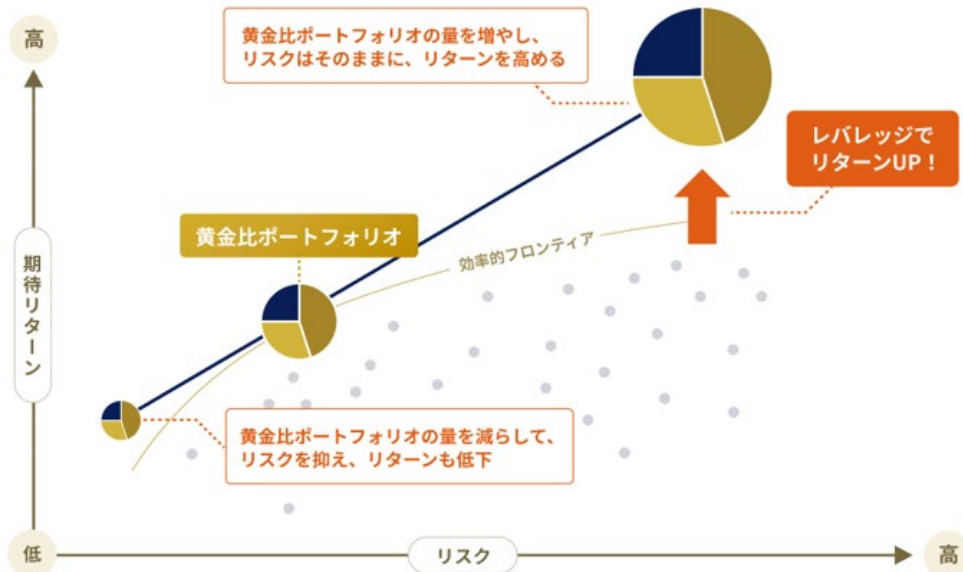 高
黄金比ポートフォリオの量を増やし、
リスクはそのままに、リターンを高める
レバレッジで
リターンUP！
黄金比ポートフォリオ
効率的フロンティア
期待リターン
黄金比ポートフォリオの量を減らして、
リスクを抑え、リターンも低下
低
リスク
高